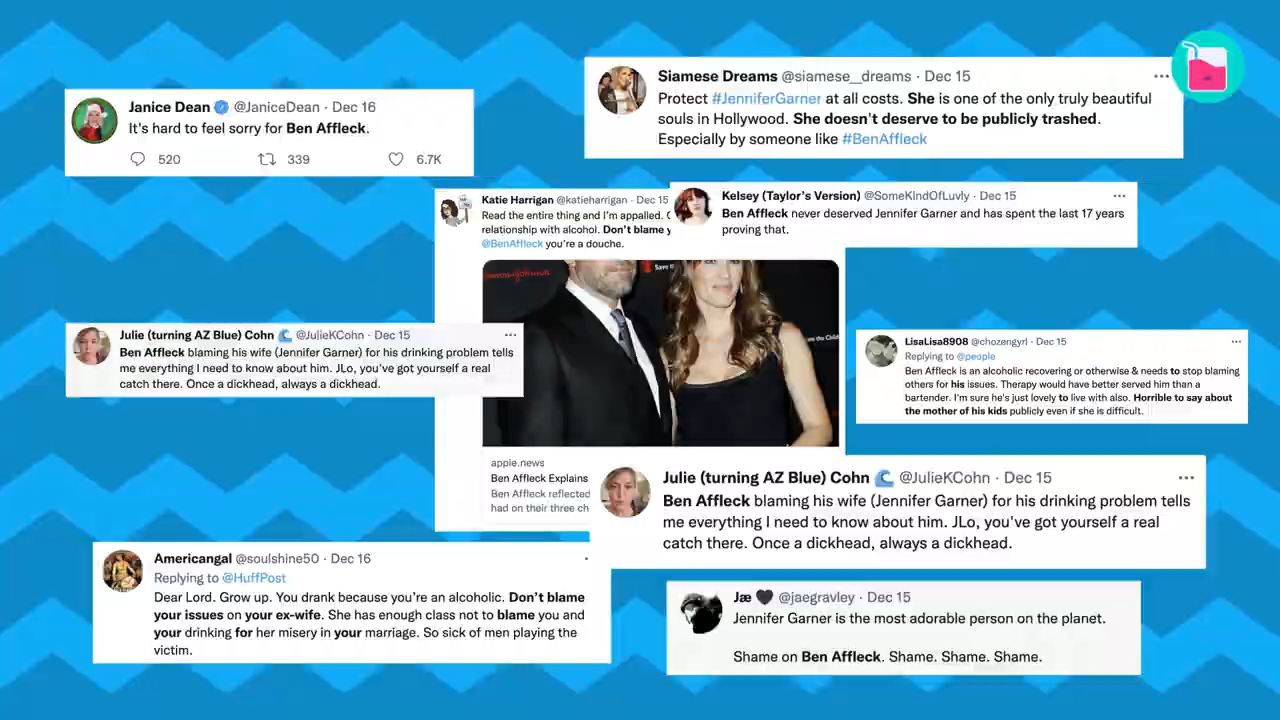 Janice Dean @JaniceDean · Dec 16
It's hard to feel sorry for Ben Affleck.
520 339 6.7K
Siamese Dreams @siamese__dreams · Dec 15
Protect #JenniferGarner at all costs. She is one of the only truly beautiful
souls in Hollywood. She doesn't deserve to be publicly trashed.
Especially by someone like #BenAffleck
Katie Harrigan @katieharrigan · Dec 15
Read the entire thing and I'm appalled.
relationship with alcohol. Don't blame y
@BenAffleck you're a douche.
Kelsey (Taylor's Version) @SomeKIndOfLuvly · Dec 15
Ben Affleck never deserved Jennifer Garner and has spent the last 17 years
proving that.
Save t
Julie (turning AZ Blue) Cohn @JulieKCohn · Dec 15
Ben Affleck blaming his wife (Jennifer Garner) for his drinking problem tells
me everything I need to know about him. JLo, you've got yourself a real
catch there. Once a dickhead, always a dickhead.
LisaLisa8908 @chozengyrl · Dec 15
Replying to @people
Ben Affleck is an alcoholic recovering or otherwise & needs to stop blaming
others for his issues. Therapy would have better served him than a
bartender. I'm sure he's just lovely to live with also. Horrible to say about
the mother of his kids publicly even if she is difficult.
apple.news
Ben Affleck Explains
Ben Affleck reflected
had on their three ch
Julie (turning AZ Blue) Cohn @JulieKCohn · Dec 15
Ben Affleck blaming his wife (Jennifer Garner) for his drinking problem tells
me everything I need to know about him. JLo, you've got yourself a real
catch there. Once a dickhead, always a dickhead.
Americangal @soulshine50 · Dec 16
Replying to @HuffPost
Dear Lord. Grow up. You drank because you're an alcoholic. Don't blame
your issues on your ex-wife. She has enough class not to blame you and
your drinking for her misery in your marriage. So sick of men playing the
victim.
Jæ @jaegravley · Dec 15
Jennifer Garner is the most adorable person on the planet.
Shame on Ben Affleck. Shame. Shame. Shame.